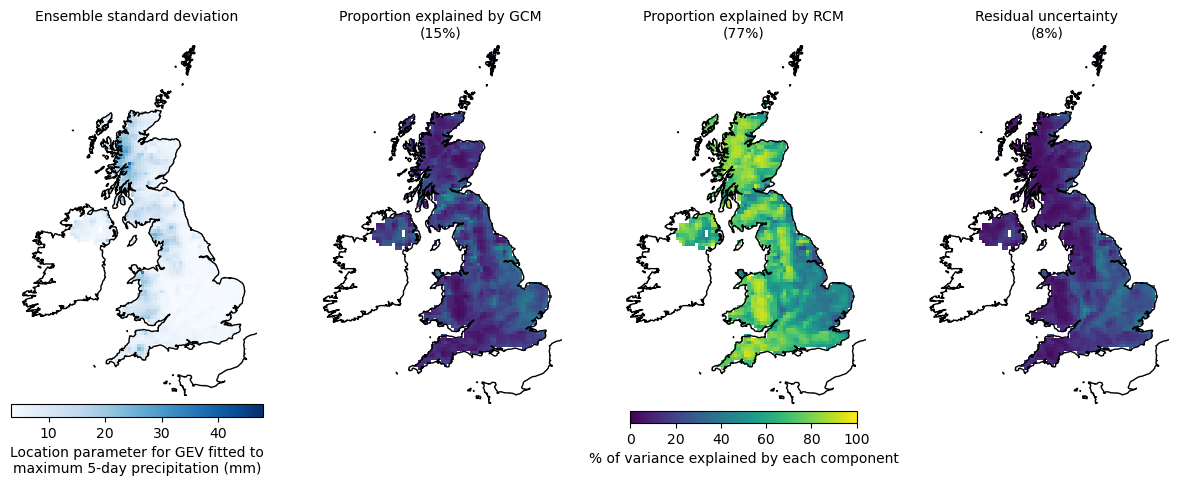 Ensemble standard deviation
Proportion explained by GCM
(15%)
Proportion explained by RCM
(77%)
Residual uncertainty
(8%)
10 20 30 40
Location parameter for GEV fitted to
maximum 5-day precipitation (mm)
0 20 40 60 80 100
% of variance explained by each component